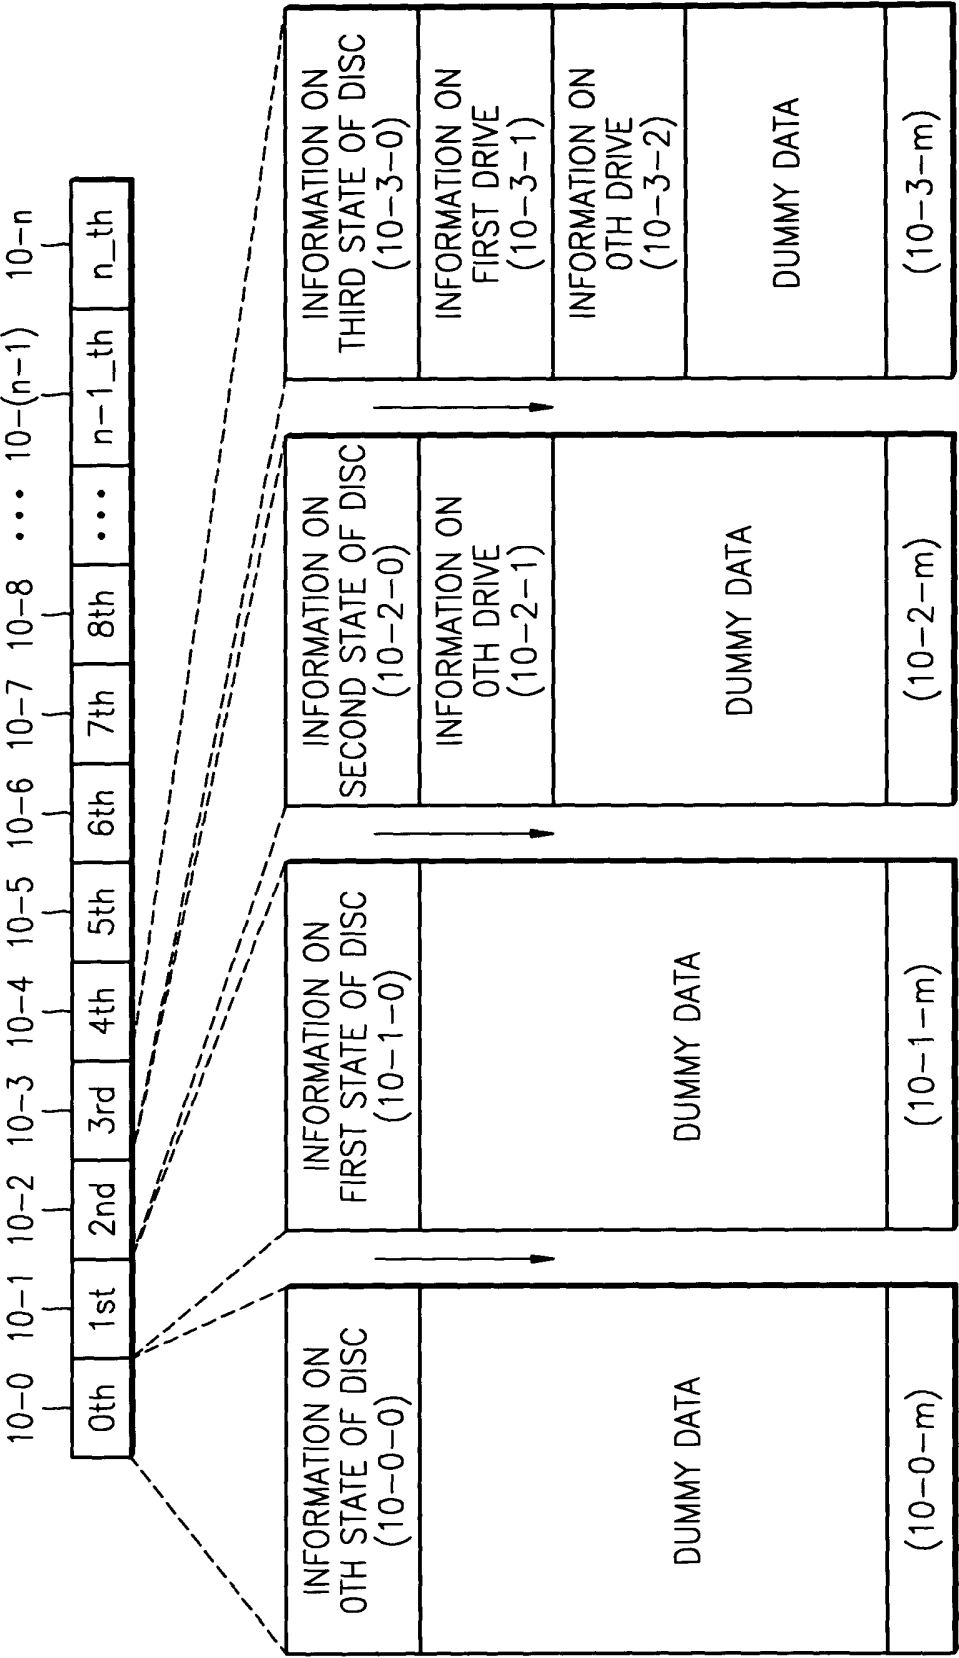 10-0 10-1 10-2 10-3 10-4 10-5 10-6 10-7 10-8 ••• 10-(n-1) 10-n
0th 1st 2nd 3rd 4th 5th 6th 7th 8th ••• n-1_th n_th
INFORMATION ON
0TH STATE OF DISC
(10-0-0)
DUMMY DATA
(10-0-m)
INFORMATION ON
FIRST STATE OF DISC
(10-1-0)
DUMMY DATA
(10-1-m)
INFORMATION ON
SECOND STATE OF DISC
(10-2-0)
INFORMATION ON
0TH DRIVE
(10-2-1)
DUMMY DATA
(10-2-m)
INFORMATION ON
THIRD STATE OF DISC
(10-3-0)
INFORMATION ON
FIRST DRIVE
(10-3-1)
INFORMATION ON
0TH DRIVE
(10-3-2)
DUMMY DATA
(10-3-m)